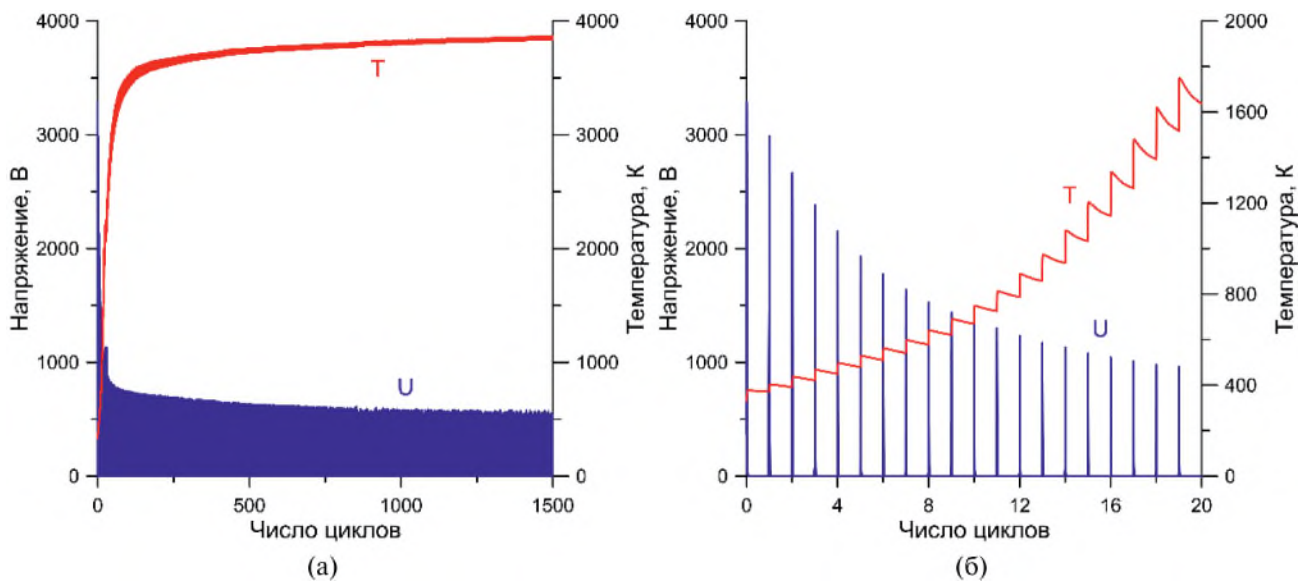 4000
3000
2000
1000
0
Напряжение, В
T
U
4000
3000
2000
1000
0
Температура, К
0
500
1000
1500
Число циклов
(а)
4000
3000
2000
1000
0
Напряжение, В
T
U
2000
1600
1200
800
400
0
Температура, К
0
4
8
12
16
20
Число циклов
(б)